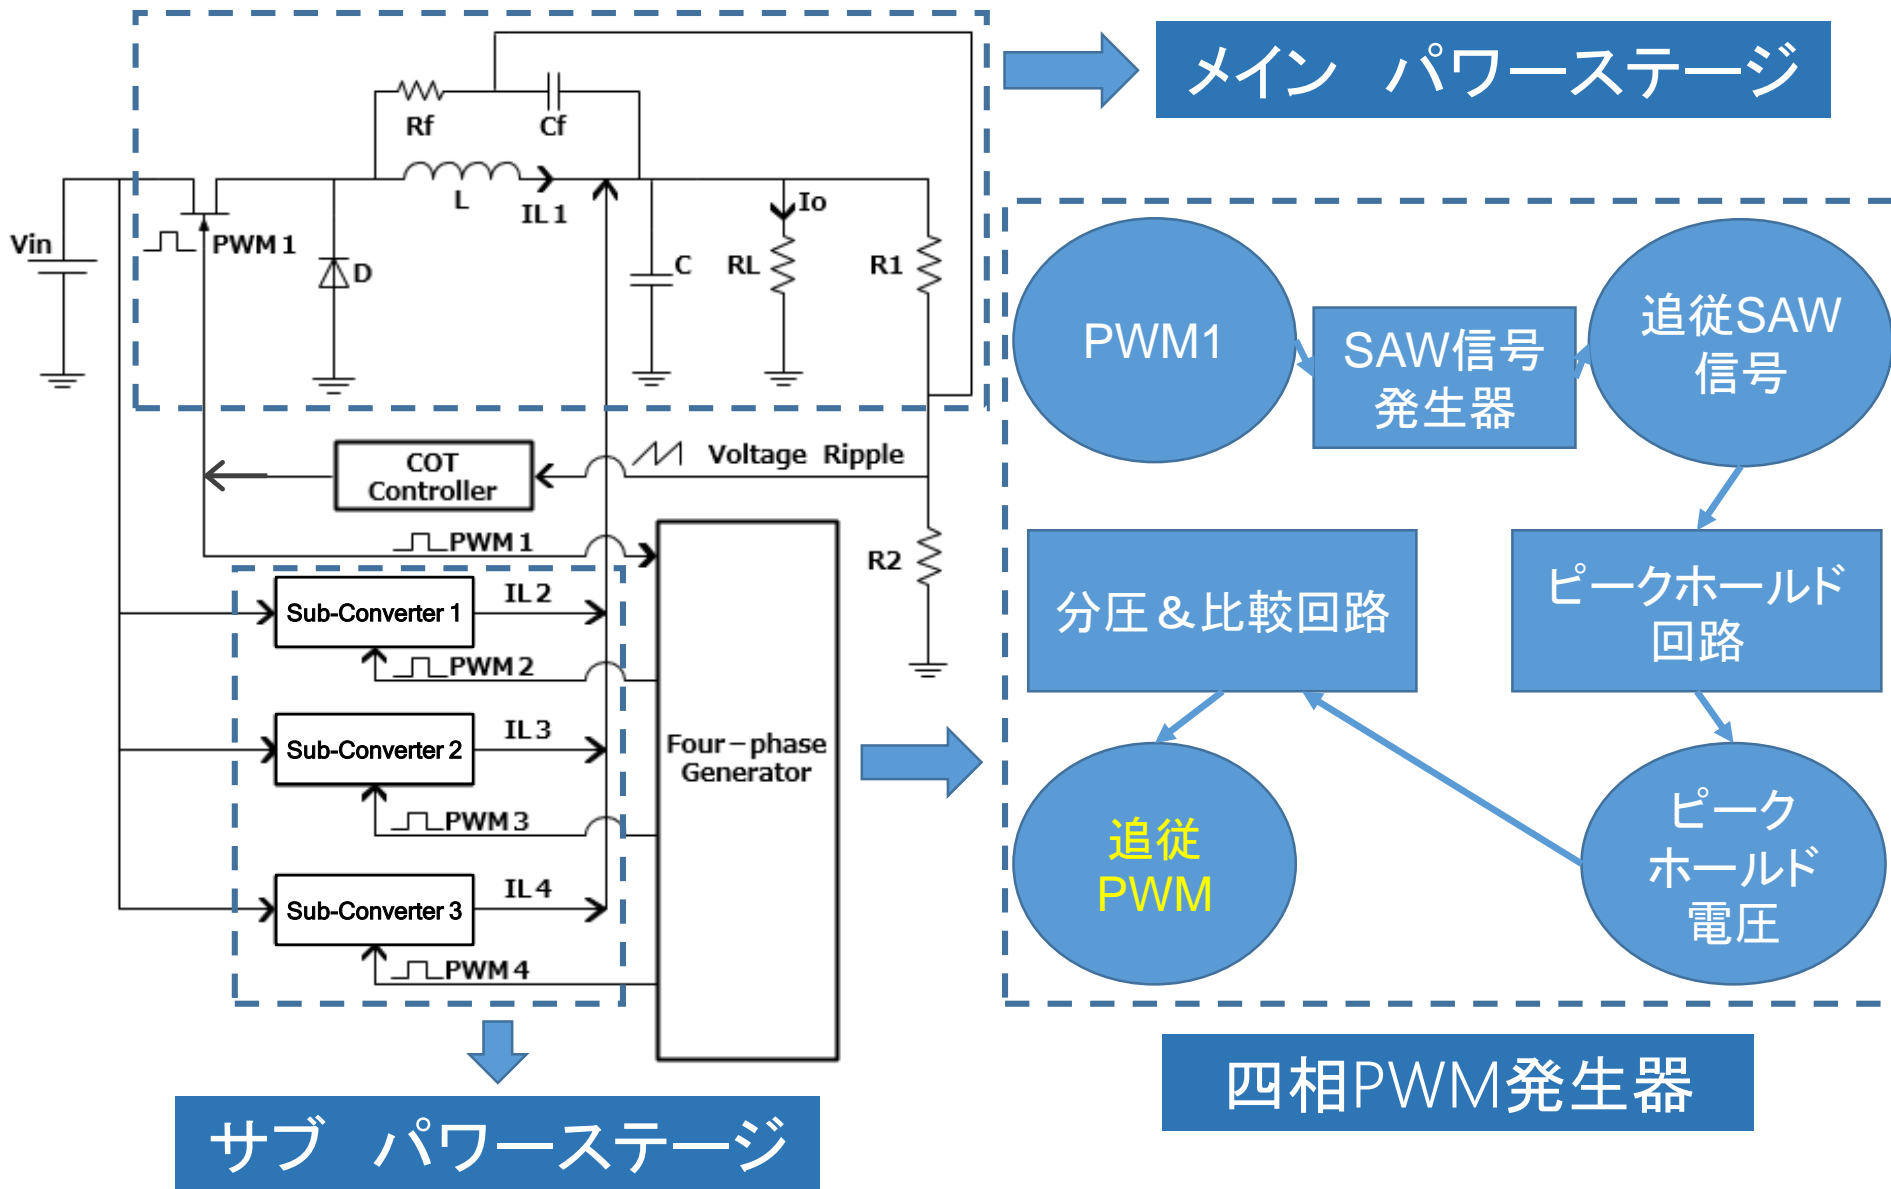 メイン パワーステージ
Rf
Cf
L
IL1
Io
Vin
PWM1
D
C
RL
R1
COT
Controller
Voltage Ripple
PWM1
R2
Sub-Converter 1
IL2
PWM2
Sub-Converter 2
IL3
PWM3
Sub-Converter 3
IL4
PWM4
Four-phase
Generator
サブ パワーステージ
PWM1
SAW信号
発生器
追従SAW
信号
ピークホールド
回路
分圧&比較回路
ピーク
ホールド
電圧
追従
PWM
四相PWM発生器